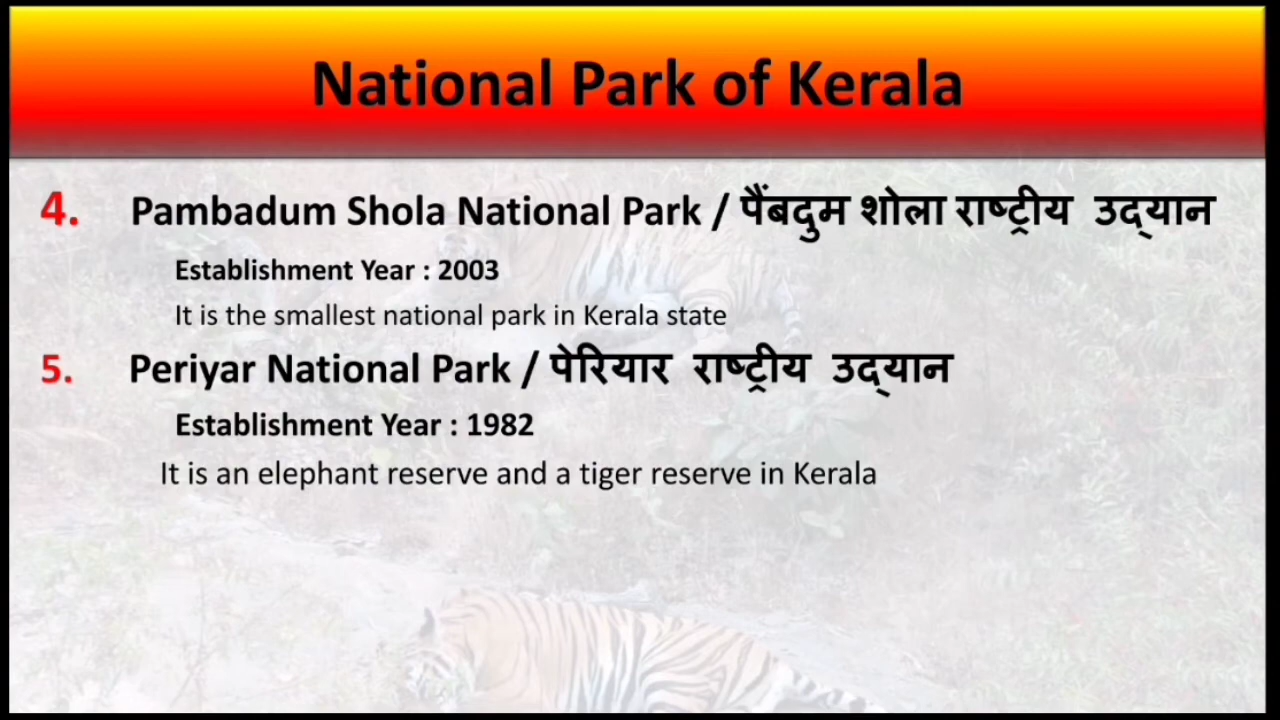 National Park of Kerala
4. Pambadum Shola National Park / पैंबदुम शोला राष्ट्रीय उद्यान
Establishment Year : 2003
It is the smallest national park in Kerala state
5. Periyar National Park / पेरियार राष्ट्रीय उद्यान
Establishment Year : 1982
It is an elephant reserve and a tiger reserve in Kerala